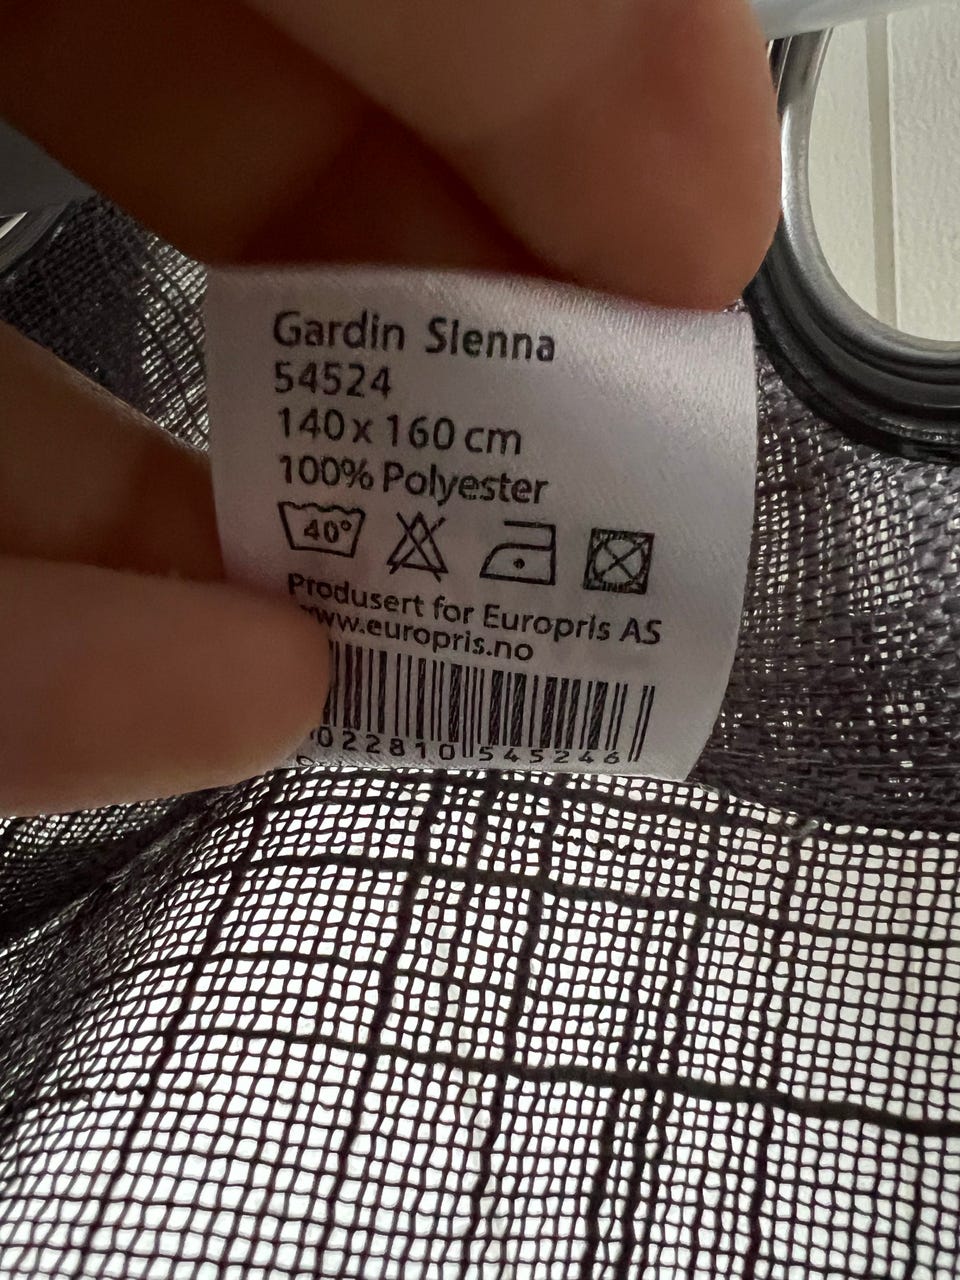 Gardin Sienna
54524
140 x 160 cm
100% Polyester
40°
Produsert for Europris AS
www.europris.no
022810 545246